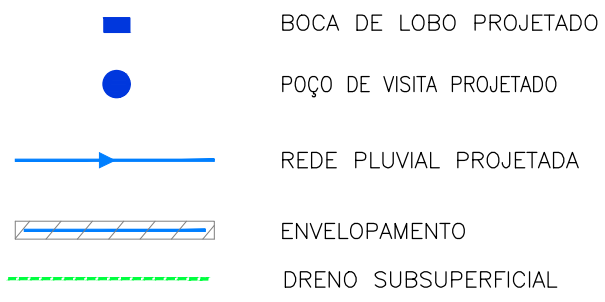 BOCA DE LOBO PROJETADO
POÇO DE VISITA PROJETADO
REDE PLUVIAL PROJETADA
ENVELOPAMENTO
DRENO SUBSUPERFICIAL